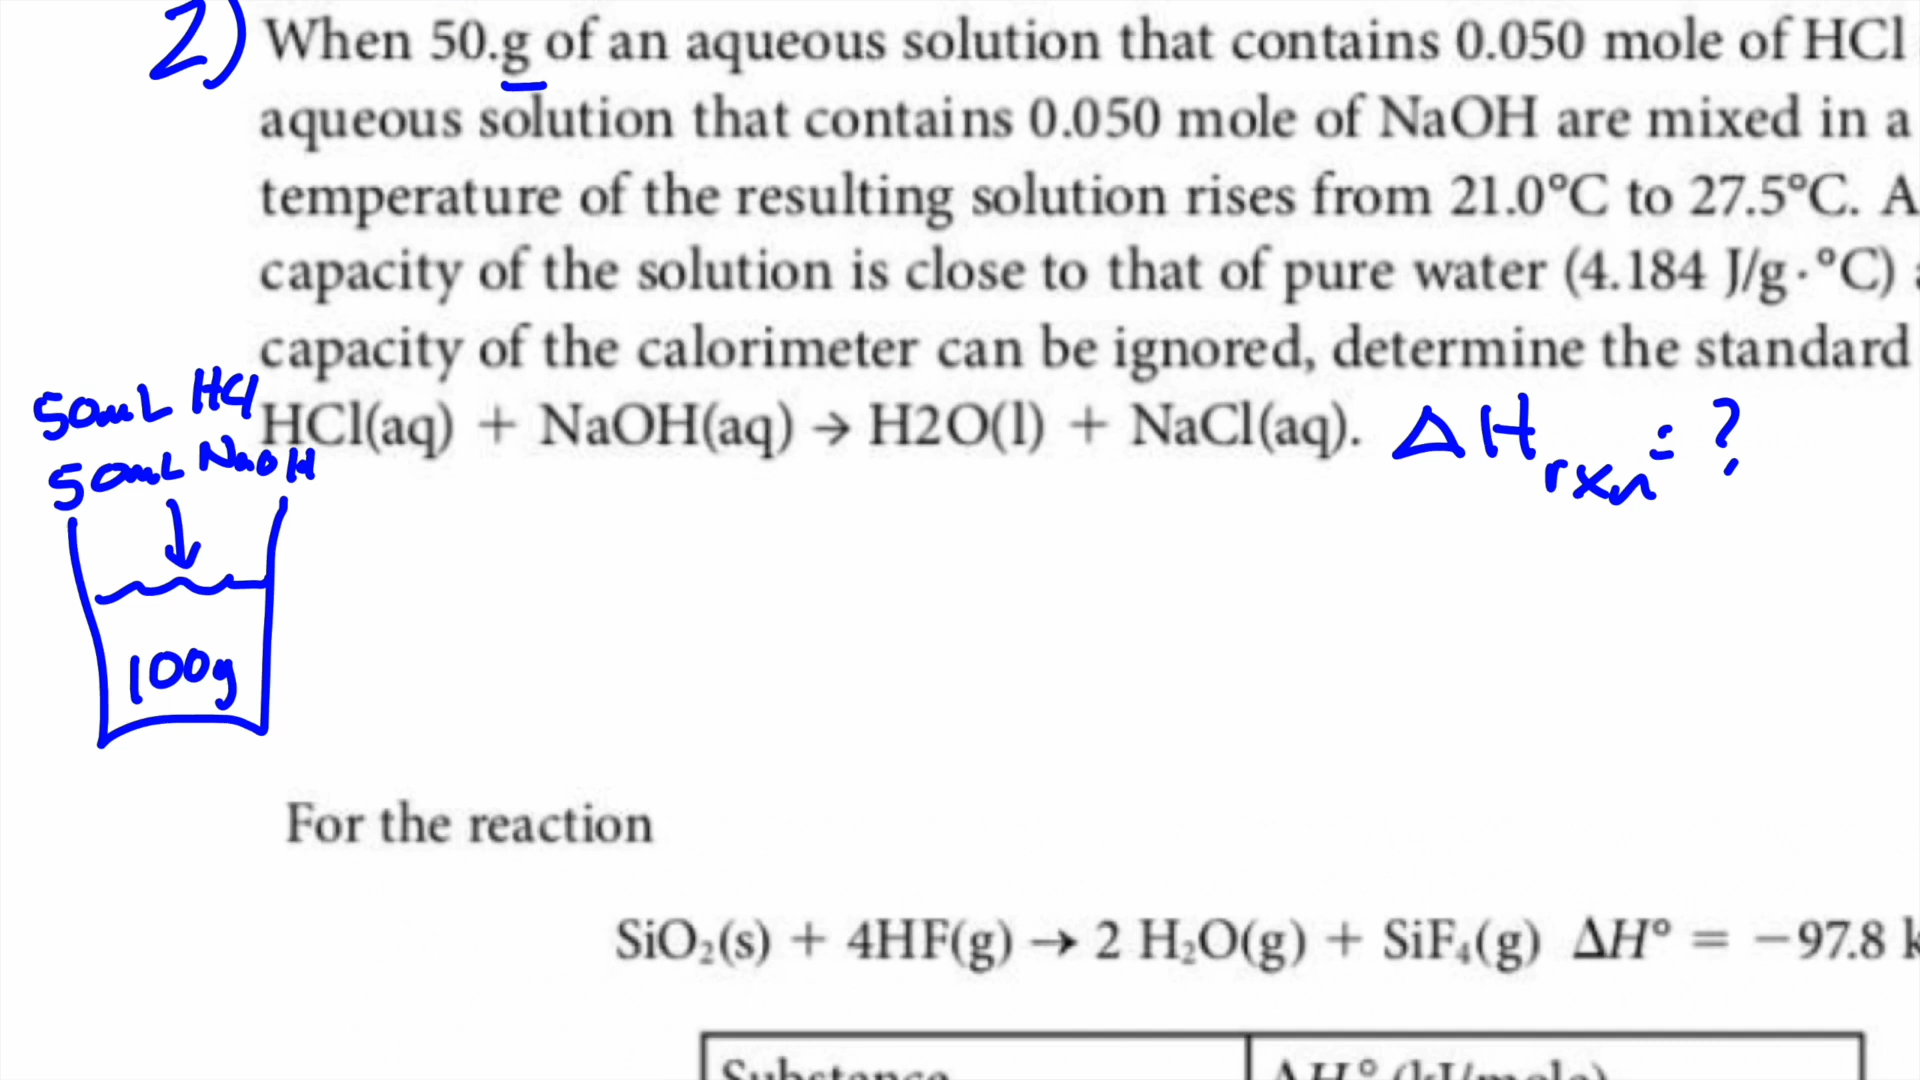 2) When 50.g of an aqueous solution that contains 0.050 mole of HCl
aqueous solution that contains 0.050 mole of NaOH are mixed in a
temperature of the resulting solution rises from 21.0°C to 27.5°C. A
capacity of the solution is close to that of pure water (4.184 J/g·°C)
capacity of the calorimeter can be ignored, determine the standard
50mL HCl
HCl(aq) + NaOH(aq) → H2O(l) + NaCl(aq). ΔHrxn = ?
50mL NaOH
100g
For the reaction
SiO₂(s) + 4HF(g) → 2 H₂O(g) + SiF₄(g) ΔH° = −97.8 k
Substance ΔH° (kJ/mole)